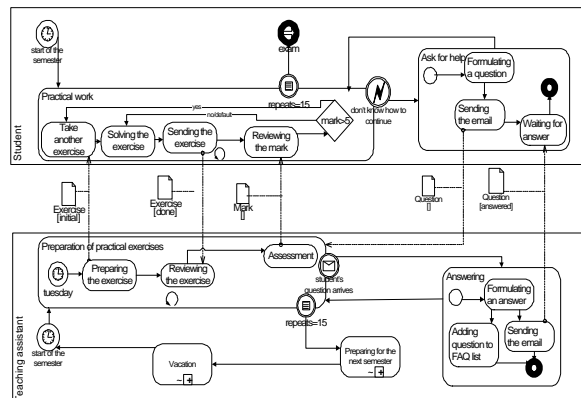 start of the
semester
exam
repeats=15
don't know how to
continue
Ask for help
Formulating
a question
Sending
the email
Waiting for
answer
Student
Practical work
yes
no/default
mark>5
Take
another
exercise
Solving the
exercise
Sending the
exercise
Reviewing
the mark
Exercise
[initial]
Exercise
[done]
Mark
[]
Question
[]
Question
[answered]
Teaching assistant
Preparation of practical exercises
tuesday
Preparing
the exercise
Reviewing
the exercise
Assessment
student's
question arrives
repeats=15
start of the
semester
Vacation
~ +
Preparing for the
next semester
~ +
Answering
Formulating
an answer
Adding
question to
FAQ list
Sending
the email